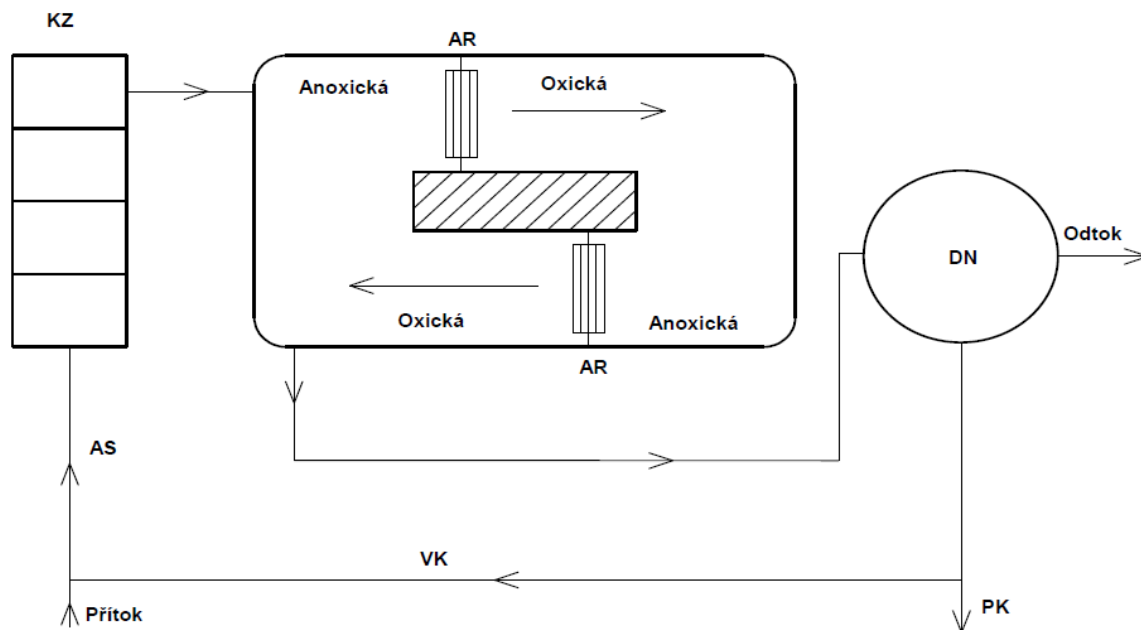 KZ
AR
Anoxická
Oxická
DN
Odtok
Oxická
Anoxická
AR
AS
VK
Přítok
PK